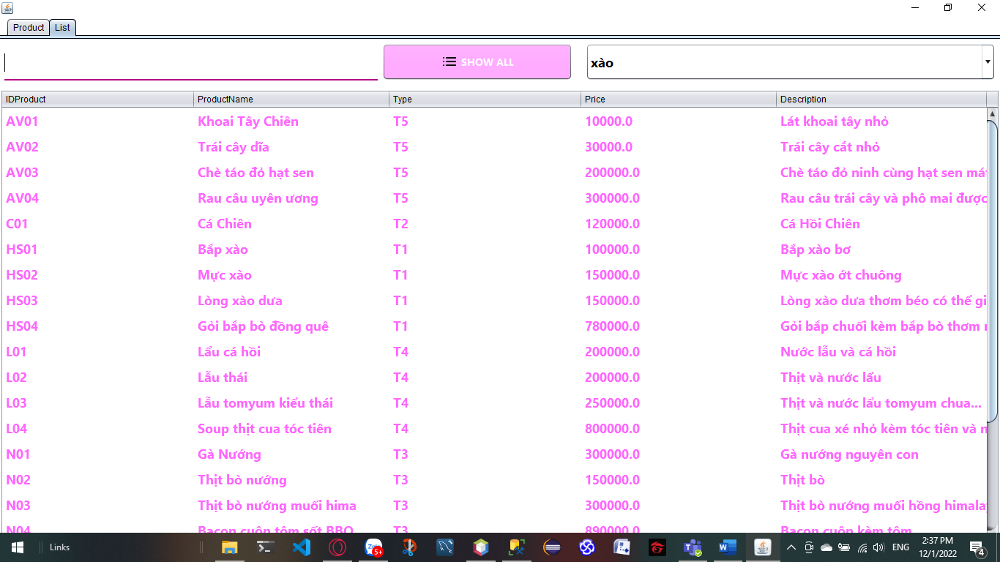 Product List
SHOW ALL xào
IDProduct ProductName Type Price Description
AV01 Khoai Tây Chiên T5 10000.0 Lát khoai tây nhỏ
AV02 Trái cây dĩa T5 30000.0 Trái cây cắt nhỏ
AV03 Chè táo đỏ hạt sen T5 200000.0 Chè táo đỏ ninh cùng hạt sen mát
AV04 Rau câu uyên ương T5 300000.0 Rau câu trái cây và phô mai được
C01 Cá Chiên T2 120000.0 Cá Hồi Chiên
HS01 Bắp xào T1 100000.0 Bắp xào bơ
HS02 Mực xào T1 150000.0 Mực xào ớt chuông
HS03 Lòng xào dưa T1 150000.0 Lòng xào dưa thơm béo có thể gi
HS04 Gỏi bắp bò đồng quê T1 780000.0 Gỏi bắp chuối kèm bắp bò thơm
L01 Lẩu cá hồi T4 200000.0 Nước lẩu và cá hồi
L02 Lẩu thái T4 200000.0 Thịt và nước lẩu
L03 Lẩu tomyum kiểu thái T4 250000.0 Thịt và nước lẩu tomyum chua...
L04 Soup thịt cua tóc tiên T4 800000.0 Thịt cua xé nhỏ kèm tóc tiên và
N01 Gà Nướng T3 300000.0 Gà nướng nguyên con
N02 Thịt bò nướng T3 150000.0 Thịt bò
N03 Thịt bò nướng muối hima T3 300000.0 Thịt bò nướng muối hồng himala
N04 Bacon cuộn tôm sốt BBQ T3 890000.0 Bacon cuộn kèm tôm
Links
Zalo 5+
ENG 2:37 PM
12/1/2022 4